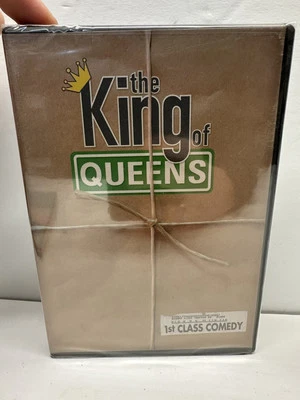 the
King of
QUEENS
1st CLASS COMEDY